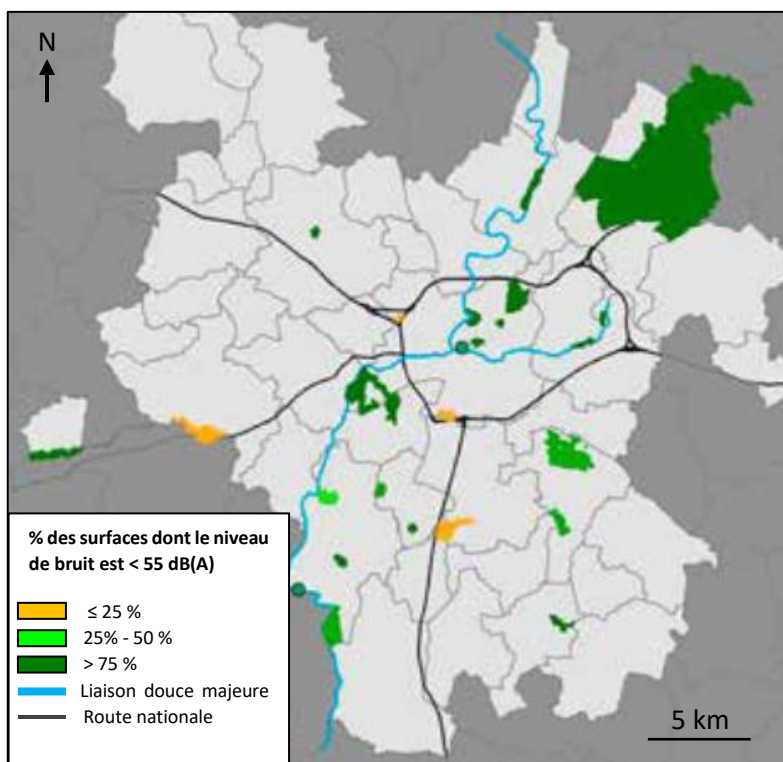 N
% des surfaces dont le niveau
de bruit est < 55 dB(A)
≤ 25 %
25% - 50 %
> 75 %
Liaison douce majeure
Route nationale
5 km